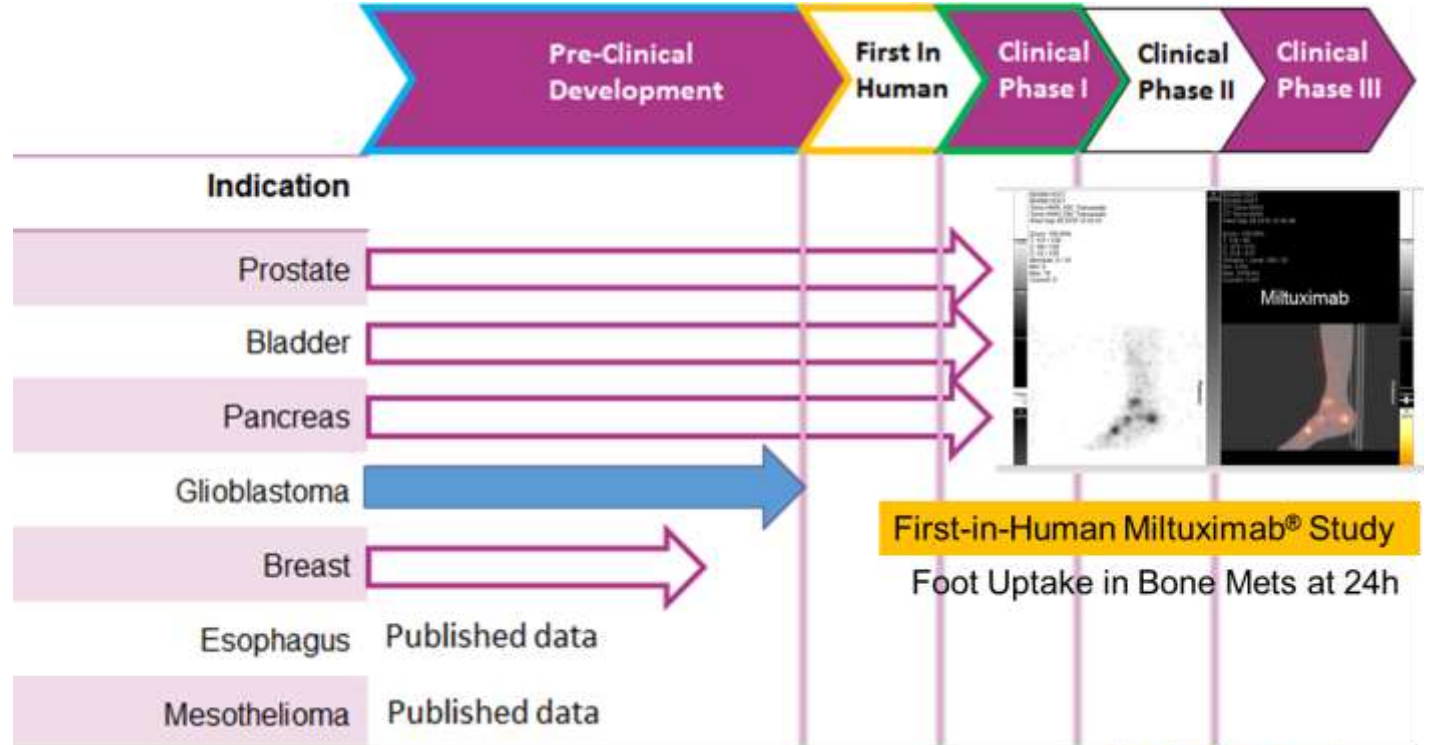 Pre-Clinical
Development
First In
Human
Clinical
Phase I
Clinical
Phase II
Clinical
Phase III
Indication
Prostate
Bladder
Pancreas
Glioblastoma
Breast
Esophagus Published data
Mesothelioma Published data
Miltuximab
First-in-Human Miltuximab® Study
Foot Uptake in Bone Mets at 24h